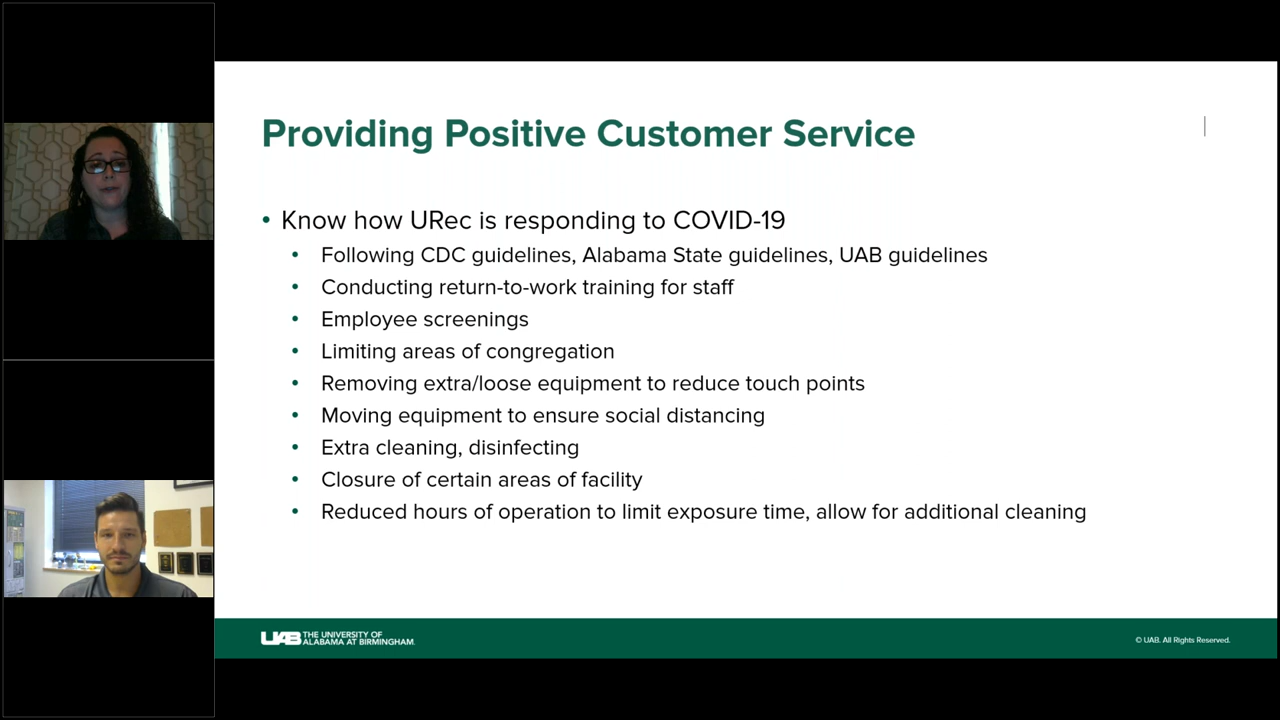 Providing Positive Customer Service
• Know how URec is responding to COVID-19
• Following CDC guidelines, Alabama State guidelines, UAB guidelines
• Conducting return-to-work training for staff
• Employee screenings
• Limiting areas of congregation
• Removing extra/loose equipment to reduce touch points
• Moving equipment to ensure social distancing
• Extra cleaning, disinfecting
• Closure of certain areas of facility
• Reduced hours of operation to limit exposure time, allow for additional cleaning
UAB THE UNIVERSITY OF
ALABAMA AT BIRMINGHAM.
© UAB. All Rights Reserved.